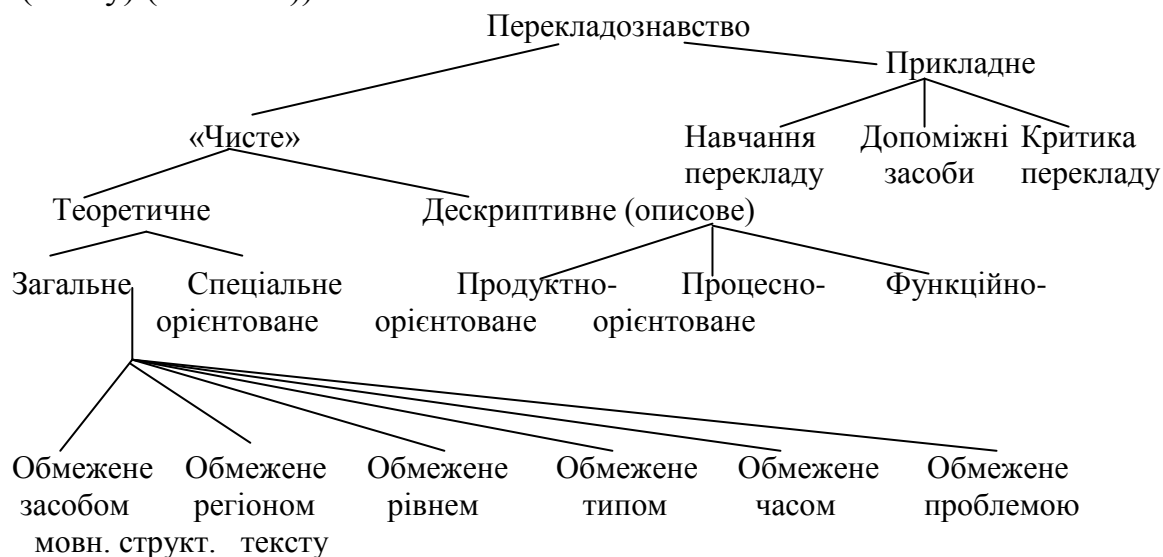 Перекладознавство
Прикладне
«Чисте» Навчання Допоміжні Критика
перекладу засоби перекладу
Теоретичне Дескриптивне (описове)
Загальне Спеціальне Продуктно- Процесно- Функційно-
орієнтоване орієнтоване орієнтоване
Обмежене Обмежене Обмежене Обмежене Обмежене Обмежене
засобом регіоном рівнем типом часом проблемою
мовн. структ. тексту